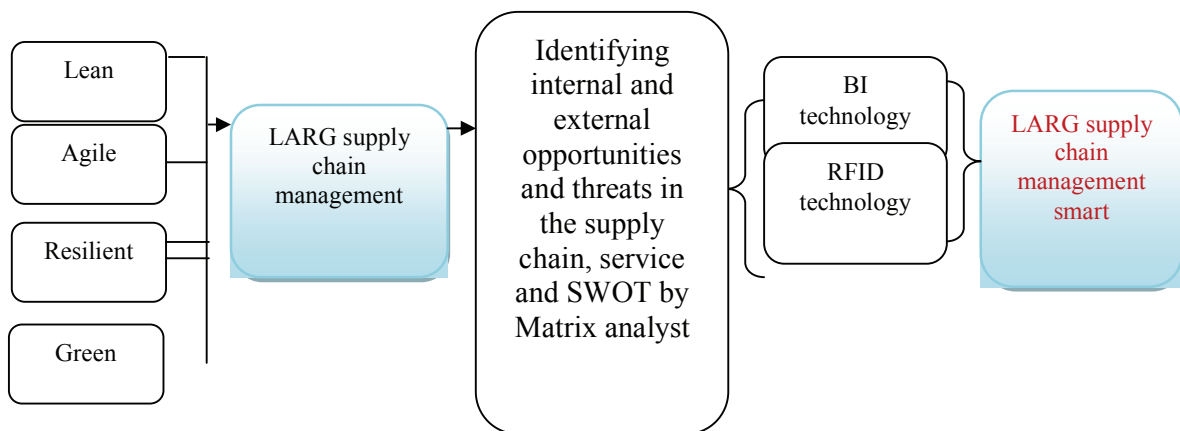 Lean
Agile
Resilient
Green
LARG supply
chain
management
Identifying
internal and
external
opportunities
and threats in
the supply
chain, service
and SWOT by
Matrix analyst
BI
technology
RFID
technology
LARG supply
chain
management
smart